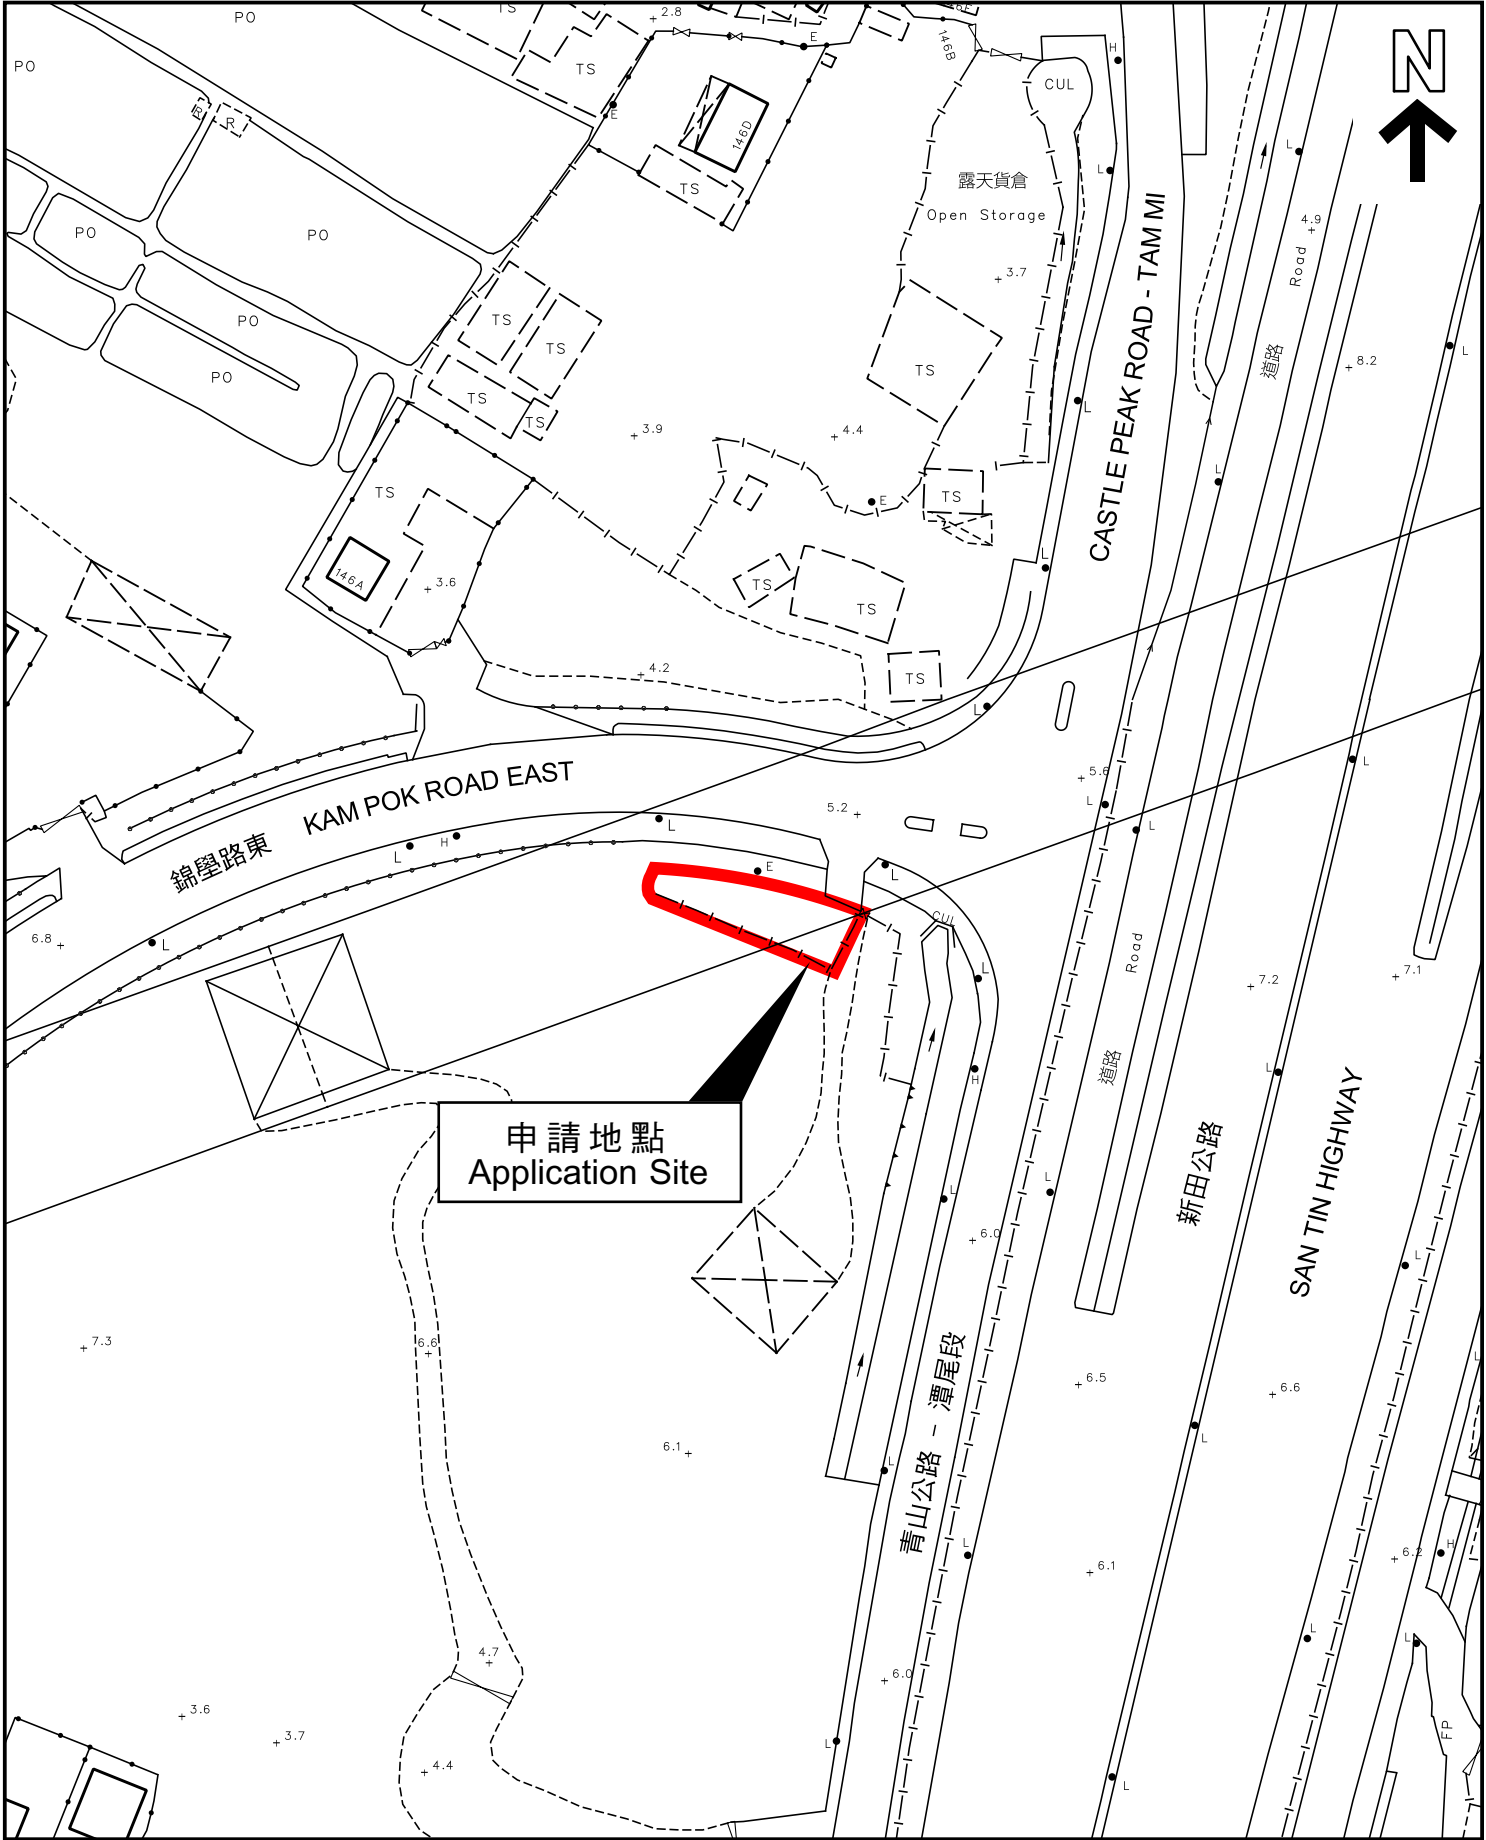 PO
TS
2.8
E
146B
H
N
PO
TS
CUL
R
R
E
146D
L
L
TS
露天貨倉
Open Storage
4.9
PO
PO
3.7
Road
CASTLE PEAK ROAD - TAM MI
TS
PO
TS
道路
8.2
L
PO
TS
TS
TS
L
3.9
4.4
TS
E
TS
L
146A
3.6
TS
TS
L
4.2
TS
L
5.6
L
L
L
KAM POK ROAD EAST
5.2
錦壆路東
L
H
L
E
L
CUL
6.8
L
Road
L
7.2
7.1
道路
H
L
申請地點
Application Site
新田公路
SAN TIN HIGHWAY
L
L
6.0
L
7.3
6.6
青山公路 - 潭尾段
6.5
6.6
L
6.1
L
L
L
6.1
6.2
H
L
L
4.7
6.0
3.6
3.7
4.4
L
L
FP